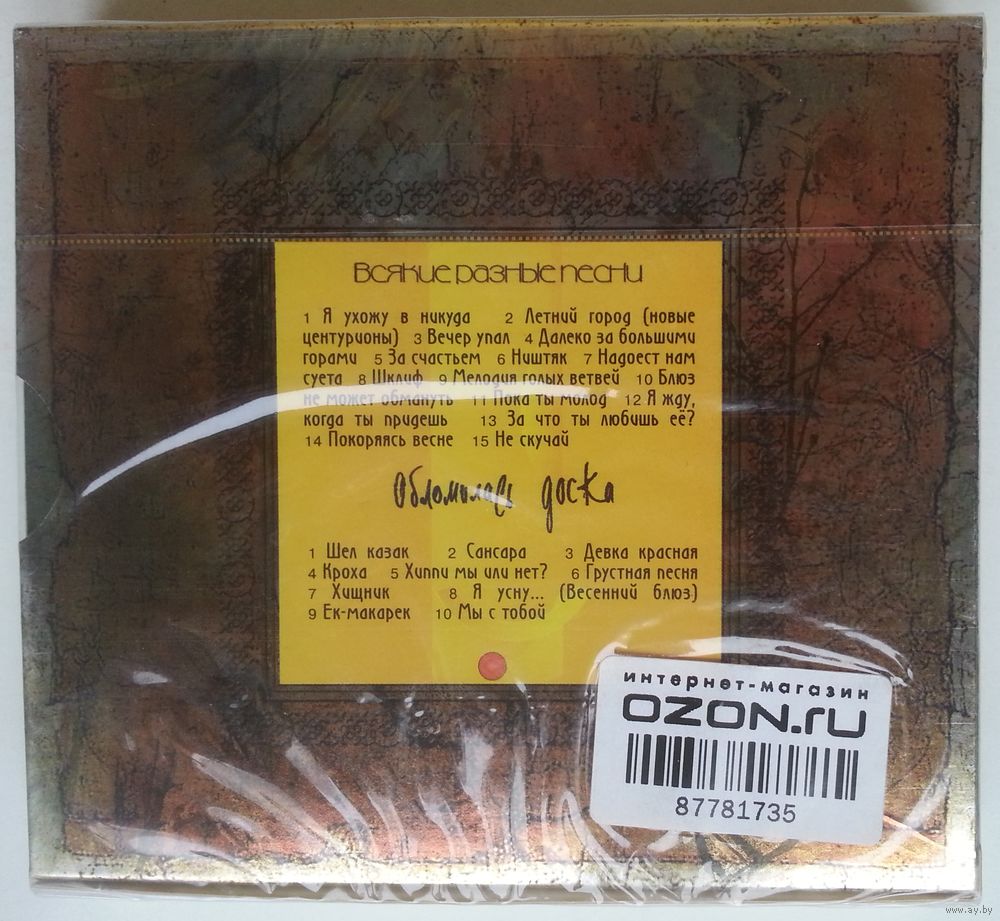 Всякие разные песни
1 Я ухожу в никуда 2 Летний город (новые
центурионы) 3 Вечер упал 4 Далеко за большими
горами 5 За счастьем 6 Ништяк 7 Надоест нам
суета 8 Шклиф 9 Мелодия голых ветвей 10 Блюз
не может обмануть 11 Пока ты молод 12 Я жду,
когда ты придешь 13 За что ты любишь её?
14 Покоряясь весне 15 Не скучай
Обломилась доска
1 Шел казак 2 Сансара 3 Девка красная
4 Кроха 5 Хиппи мы или нет? 6 Грустная песня
7 Хищник 8 Я усну... (Весенний блюз)
9 Ек-макарек 10 Мы с тобой
интернет-магазин
OZON.ru
87781735
www.ay.by